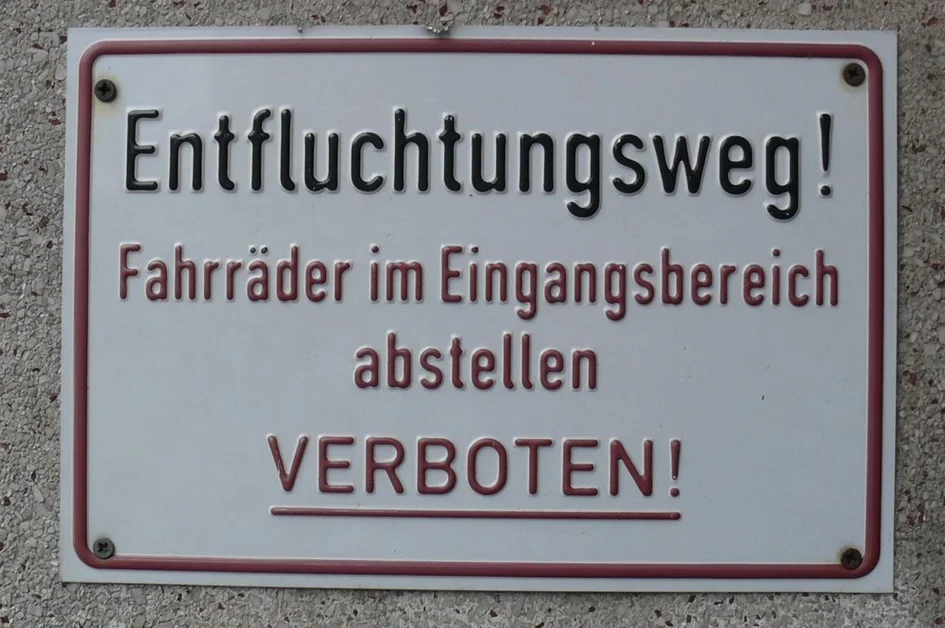 Entfluchtungsweg!
Fahrräder im Eingangsbereich
abstellen
VERBOTEN!